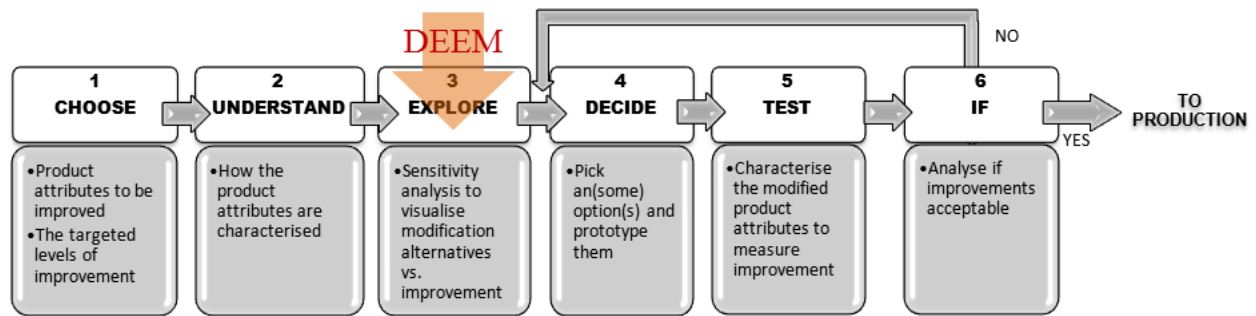 DEEM
NO
1
CHOOSE
2
UNDERSTAND
3
EXPLORE
4
DECIDE
5
TEST
6
IF
YES
TO
PRODUCTION
•Product
attributes to be
improved
•The targeted
levels of
improvement
•How the
product
attributes are
characterised
•Sensitivity
analysis to
visualise
modification
alternatives
vs.
improvement
•Pick
an(some)
option(s) and
prototype
them
•Characterise
the modified
product
attributes to
measure
improvement
•Analyse if
improvements
acceptable